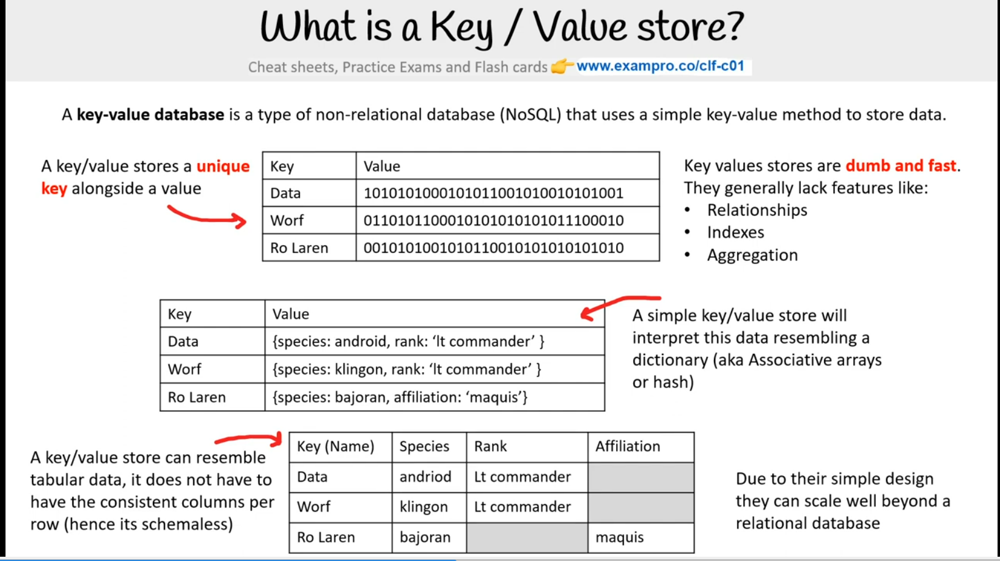 What is a Key / Value store?
Cheat sheets, Practice Exams and Flash cards 👉 www.exampro.co/clf-c01
A key-value database is a type of non-relational database (NoSQL) that uses a simple key-value method to store data.
A key/value stores a unique
key alongside a value
Key Value
Data 1010101000101011001010010101001
Worf 0110101100010101010101011100010
Ro Laren 0010101001010110010101010101010
Key values stores are dumb and fast.
They generally lack features like:
• Relationships
• Indexes
• Aggregation
Key Value
Data {species: android, rank: ‘lt commander’ }
Worf {species: klingon, rank: ‘lt commander’ }
Ro Laren {species: bajoran, affiliation: ‘maquis’}
A simple key/value store will
interpret this data resembling a
dictionary (aka Associative arrays
or hash)
A key/value store can resemble
tabular data, it does not have to
have the consistent columns per
row (hence its schemaless)
Key (Name) Species Rank Affiliation
Data andriod Lt commander
Worf klingon Lt commander
Ro Laren bajoran maquis
Due to their simple design
they can scale well beyond a
relational database